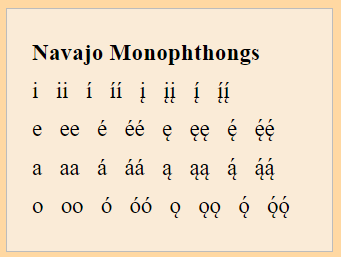 Navajo Monophthongs
i ii í íí į įį į́ į́į́
e ee é éé ę ęę ę́ ę́ę́
a aa á áá ą ąą ą́ ą́ą́
o oo ó óó ǫ ǫǫ ǫ́ ǫ́ǫ́